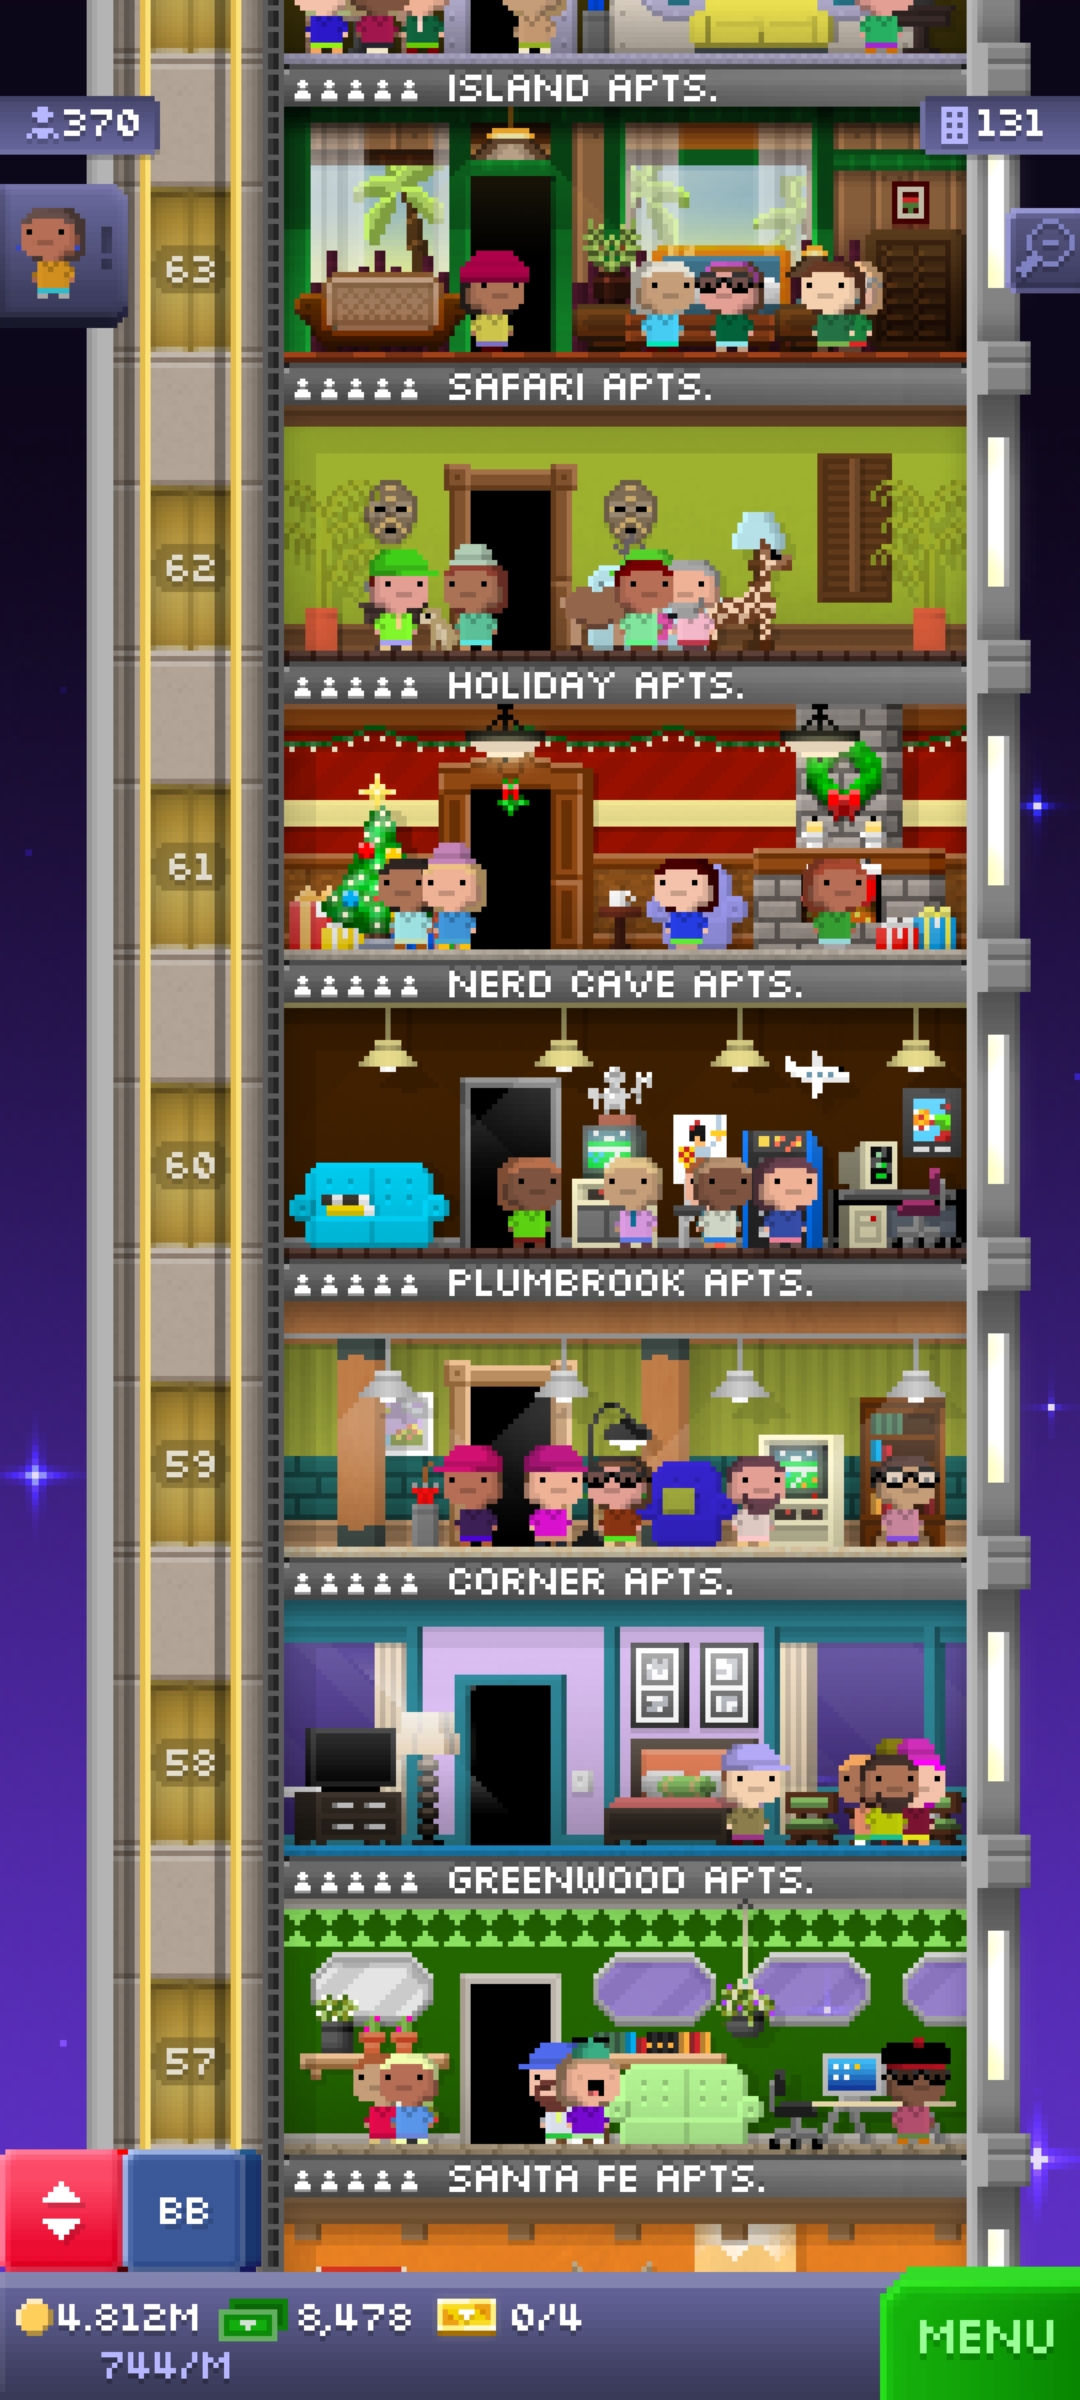 ISLAND APTS.
370
131
!
63
SAFARI APTS.
62
HOLIDAY APTS.
61
NERD CAVE APTS.
60
PLUMBROOK APTS.
59
CORNER APTS.
58
GREENWOOD APTS.
57
SANTA FE APTS.
BB
4.812M 8,478 0/4
744/M
MENU